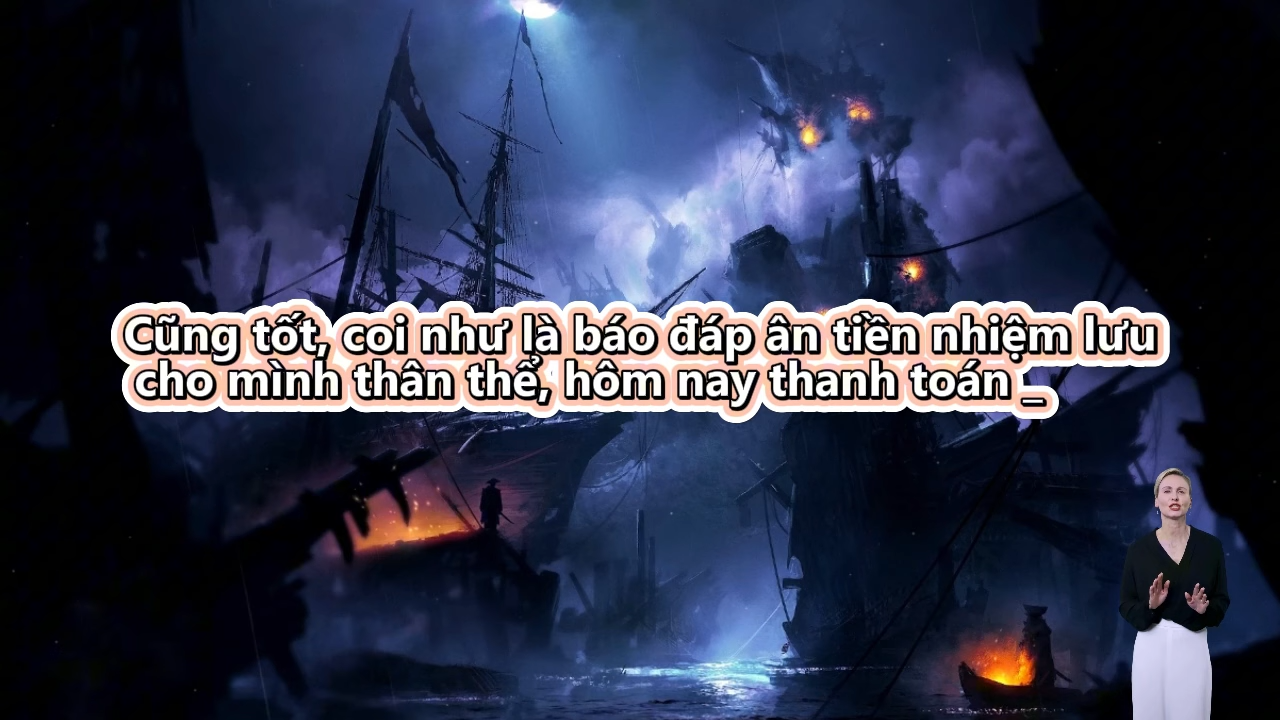 Cũng tốt, coi như là báo đáp ân tiền nhiệm lưu
cho mình thân thể, hôm nay thanh toán _